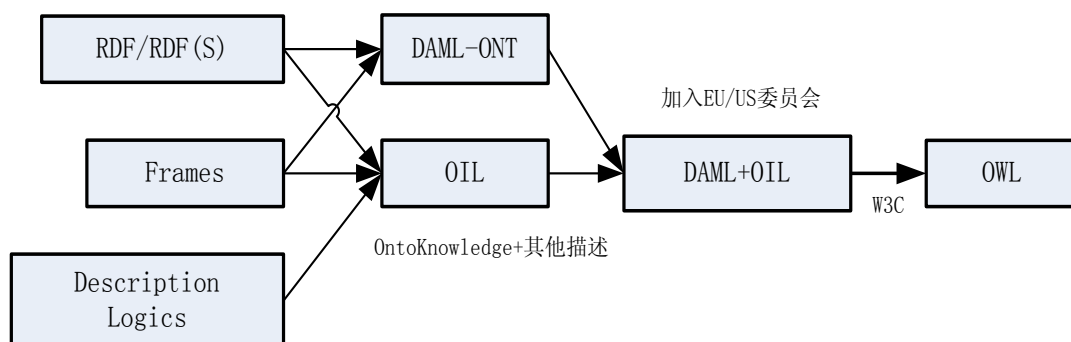 RDF/RDF(S)
DAML-ONT
加入EU/US委员会
Frames
OIL
DAML+OIL
OWL
W3C
OntoKnowledge+其他描述
Description
Logics